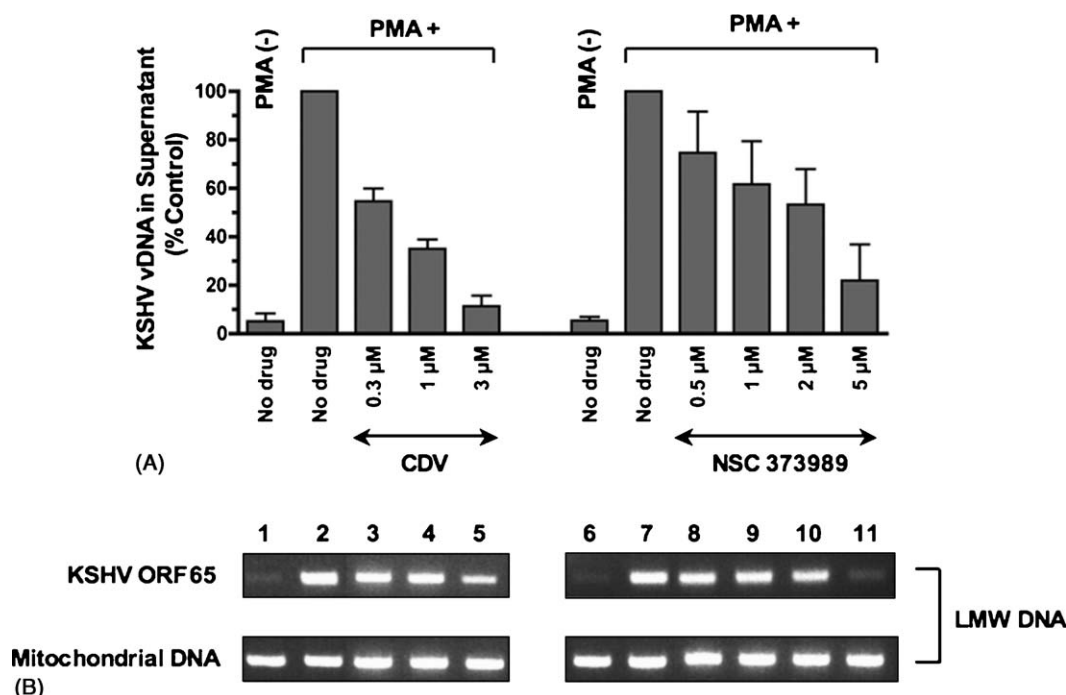 PMA + PMA +
PMA (-) PMA (-)
KSHV vDNA in Supernatant
(% Control)
100
80
60
40
20
0
No drug No drug 0.3 µM 1 µM 3 µM No drug No drug 0.5 µM 1 µM 2 µM 5 µM
(A) CDV NSC 373989
1 2 3 4 5 6 7 8 9 10 11
KSHV ORF65
LMW DNA
Mitochondrial DNA
(B)